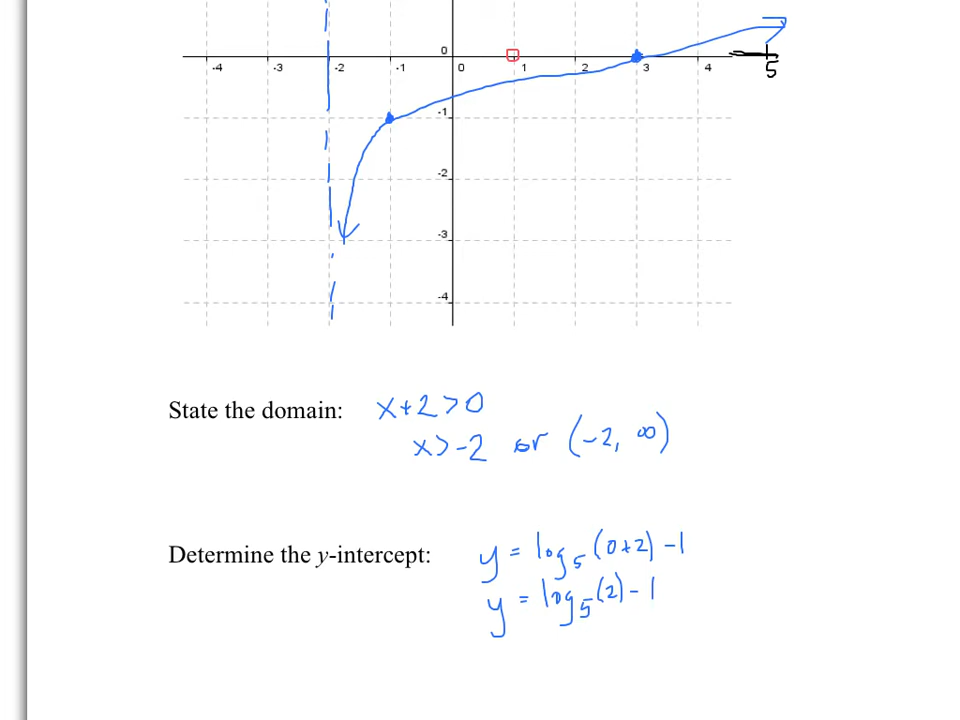 0
-4 -3 -2 -1 0 1 2 3 4 5
-1
-2
-3
-4
State the domain: x+2>0
x>-2 or (-2, ∞)
Determine the y-intercept: y = log₅(0+2)-1
y = log₅(2)-1